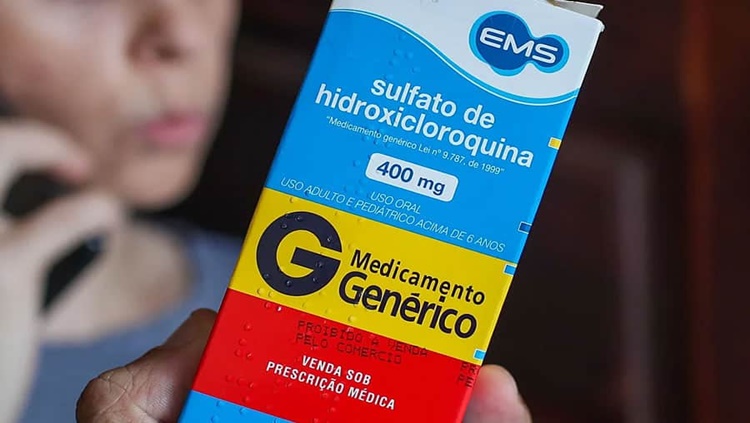 EMS
sulfato de
hidroxicloroquina
"Medicamento genérico Lei nº 9.787, de 1999"
400 mg
USO ORAL
USO ADULTO E PEDIÁTRICO ACIMA DE 6 ANOS
G Medicamento
Genérico
PROIBIDO A VENDA
PELO COMERCIO
VENDA SOB
PRESCRIÇÃO MÉDICA